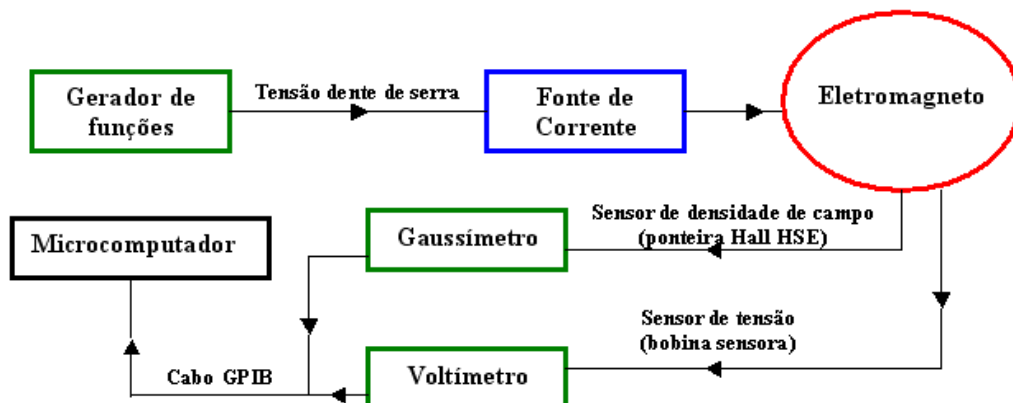 Gerador de
funções
Tensão dente de serra
Fonte de
Corrente
Eletromagneto
Microcomputador
Gaussímetro
Sensor de densidade de campo
(ponteira Hall HSE)
Sensor de tensão
(bobina sensora)
Cabo GPIB
Voltímetro